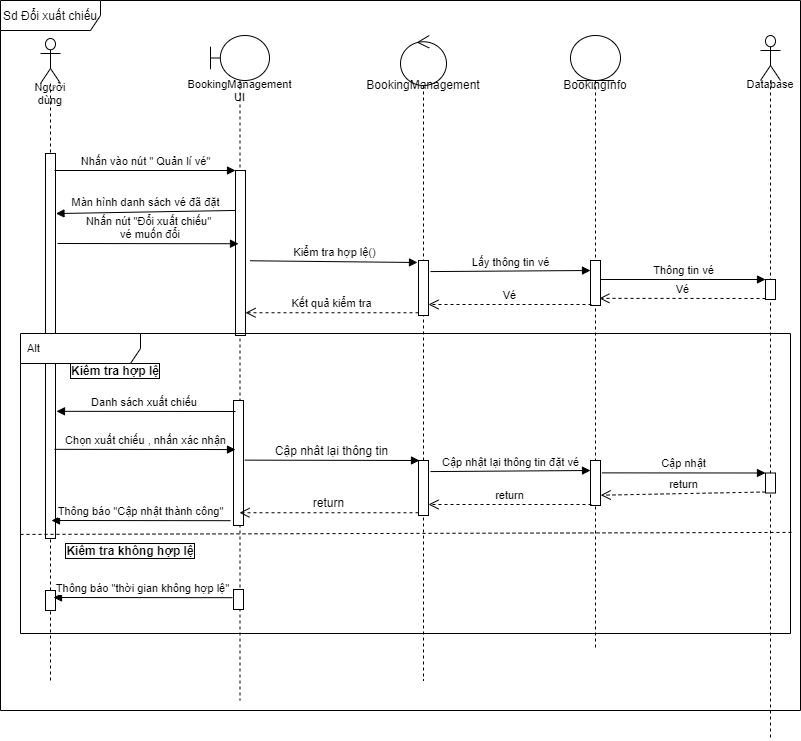 Sd Đổi xuất chiếu
Người
dùng
BookingManagement
UI
BookingManagement
BookingInfo
Database
Nhấn vào nút " Quản lí vé"
Màn hình danh sách vé đã đặt
Nhấn nút "Đổi xuất chiếu"
vé muốn đổi
Kiểm tra hợp lệ()
Lấy thông tin vé
Thông tin vé
Vé
Vé
Kết quả kiểm tra
Alt
Kiểm tra hợp lệ
Danh sách xuất chiếu
Chọn xuất chiếu , nhấn xác nhận
Cập nhât lại thông tin
Cập nhật lại thông tin đặt vé
Cập nhật
return
return
return
Thông báo "Cập nhật thành công"
Kiểm tra không hợp lệ
Thông báo "thời gian không hợp lệ"